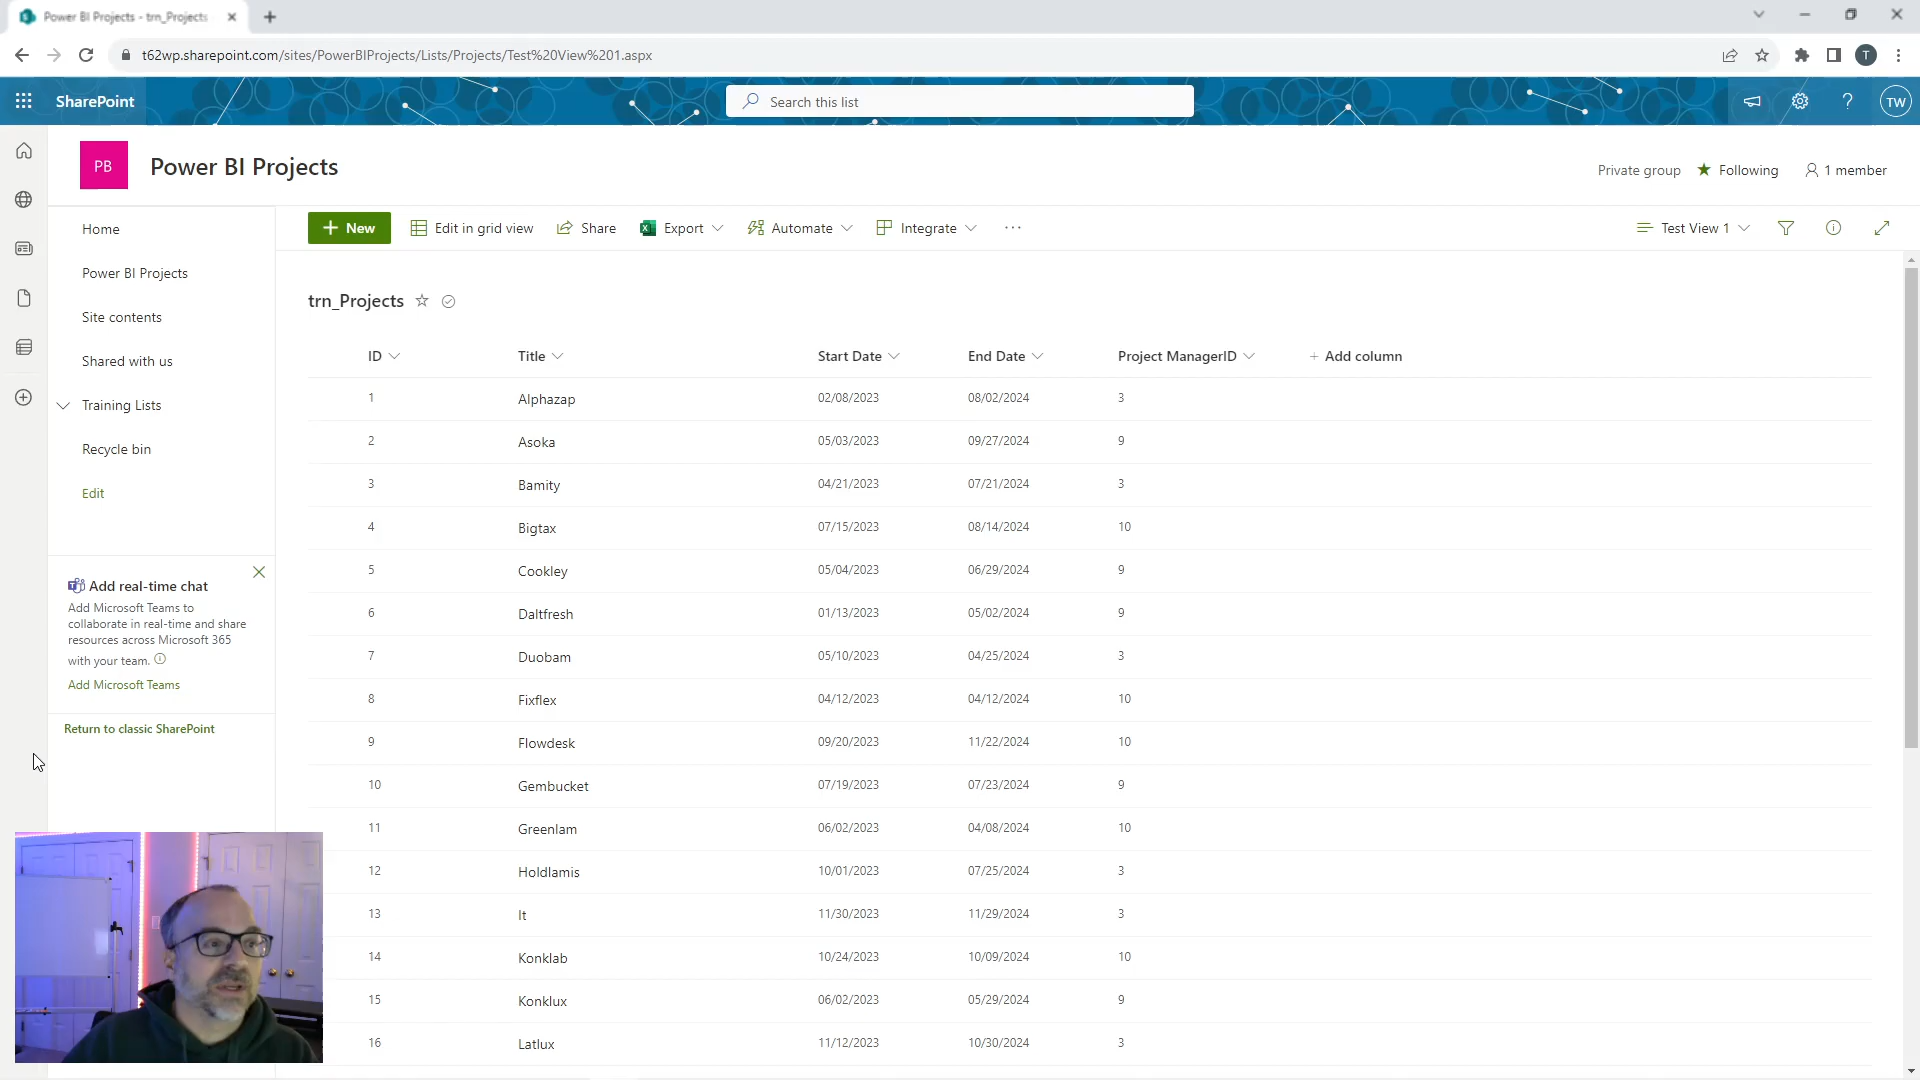 Power BI Projects - trn_Projects
t62wp.sharepoint.com/sites/PowerBIProjects/Lists/Projects/Test%20View%201.aspx
T
SharePoint
Search this list
?
TW
PB
Power BI Projects
Private group
Following
1 member
Home
Power BI Projects
Site contents
Shared with us
Training Lists
Recycle bin
Edit
Add real-time chat
Add Microsoft Teams to
collaborate in real-time and share
resources across Microsoft 365
with your team.
Add Microsoft Teams
Return to classic SharePoint
+ New
Edit in grid view
Share
Export
Automate
Integrate
...
Test View 1
trn_Projects
ID Title Start Date End Date Project ManagerID + Add column
1 Alphazap 02/08/2023 08/02/2024 3
2 Asoka 05/03/2023 09/27/2024 9
3 Bamity 04/21/2023 07/21/2024 3
4 Bigtax 07/15/2023 08/14/2024 10
5 Cookley 05/04/2023 06/29/2024 9
6 Daltfresh 01/13/2023 05/02/2024 9
7 Duobam 05/10/2023 04/25/2024 3
8 Fixflex 04/12/2023 04/12/2024 10
9 Flowdesk 09/20/2023 11/22/2024 10
10 Gembucket 07/19/2023 07/23/2024 9
11 Greenlam 06/02/2023 04/08/2024 10
12 Holdlamis 10/01/2023 07/25/2024 3
13 It 11/30/2023 11/29/2024 3
14 Konklab 10/24/2023 10/09/2024 10
15 Konklux 06/02/2023 05/29/2024 9
16 Latlux 11/12/2023 10/30/2024 3